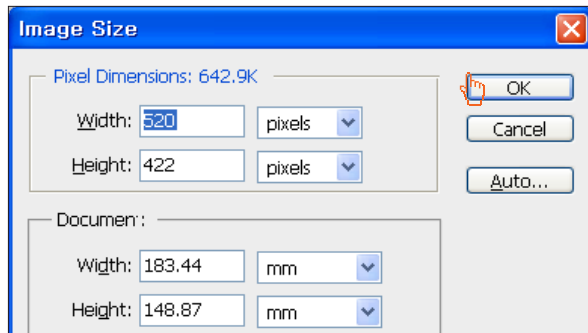 Image Size
Pixel Dimensions: 642.9K
Width: 520 pixels
Height: 422 pixels
OK
Cancel
Auto...
Document:
Width: 183.44 mm
Height: 148.87 mm